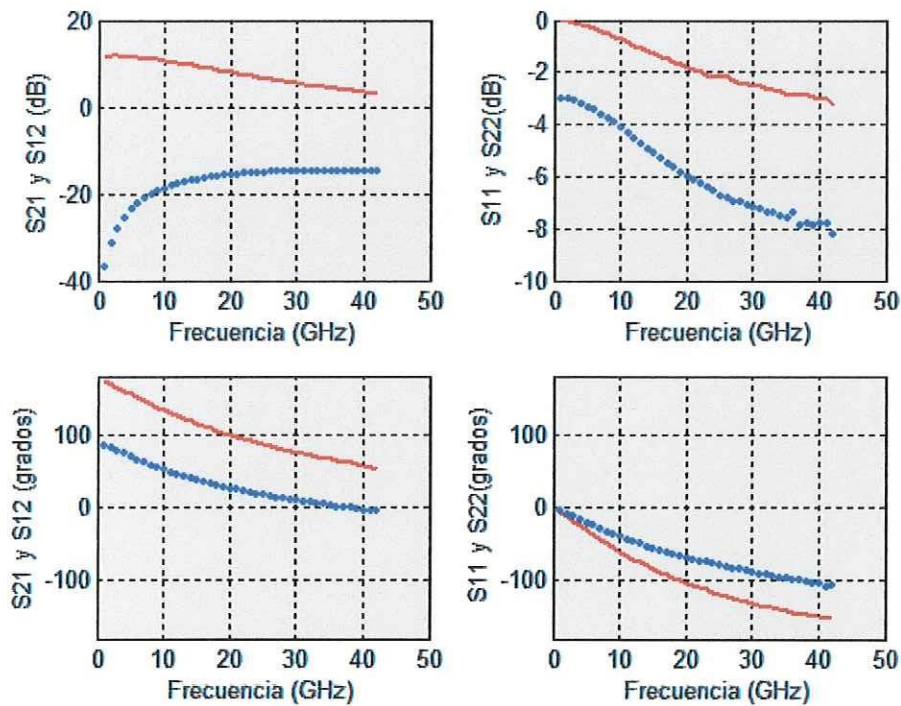 20
0
-20
-40
S21 y S12 (dB)
0 10 20 30 40 50
Frecuencia (GHz)
0
-2
-4
-6
-8
-10
S11 y S22(dB)
0 10 20 30 40 50
Frecuencia (GHz)
100
0
-100
S21 y S12 (grados)
0 10 20 30 40 50
Frecuencia (GHz)
100
0
-100
S11 y S22(grados)
0 10 20 30 40 50
Frecuencia (GHz)